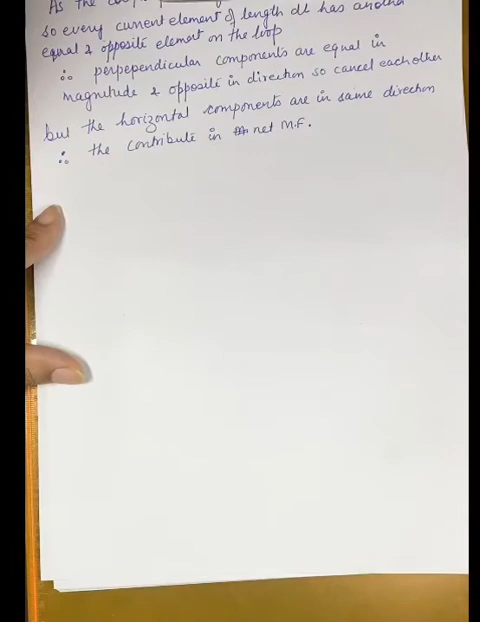 As the
so every current element of length dl has another
equal & opposite element on the loop
∴ perpependicular components are equal in
magnitude & opposite in direction so cancel each other
but the horizontal components are in same direction
∴ the contribute in net M.F.